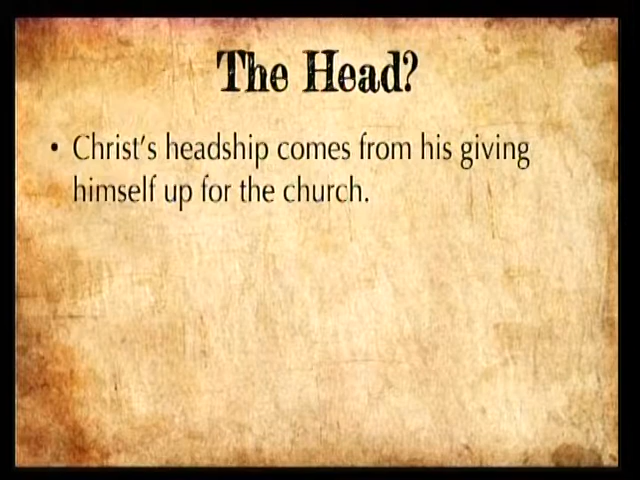 The Head?
• Christ's headship comes from his giving
himself up for the church.